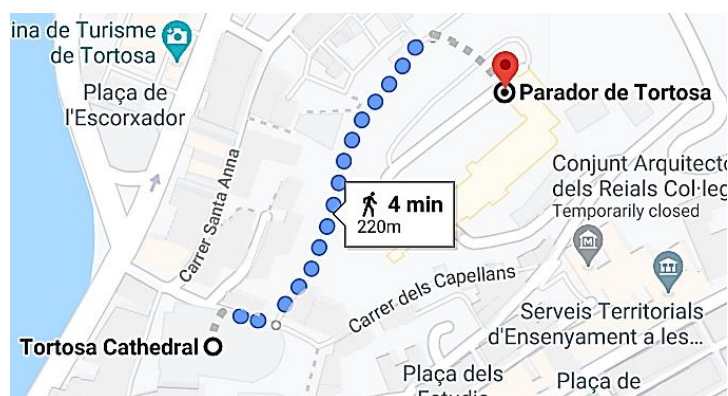 ina de Turisme
de Tortosa
Plaça de
l'Escorxador
Parador de Tortosa
Conjunt Arquitectò
dels Reials Col·leg
Temporarily closed
4 min
220m
Carrer Santa Anna
Carrer dels Capellans
Serveis Territorials
d'Ensenyament a les...
Tortosa Cathedral
Plaça dels
Plaça de